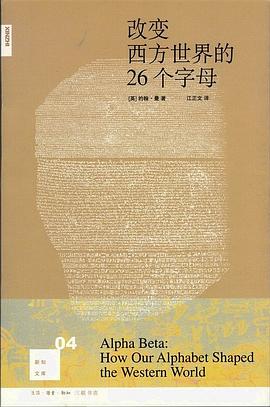 XINZHI
改变
西方世界的
26个字母
[英]约翰·曼 著 江正文 译
04
新知
文库
Alpha Beta:
How Our Alphabet Shaped
the Western World
生活·读书·新知 三联书店